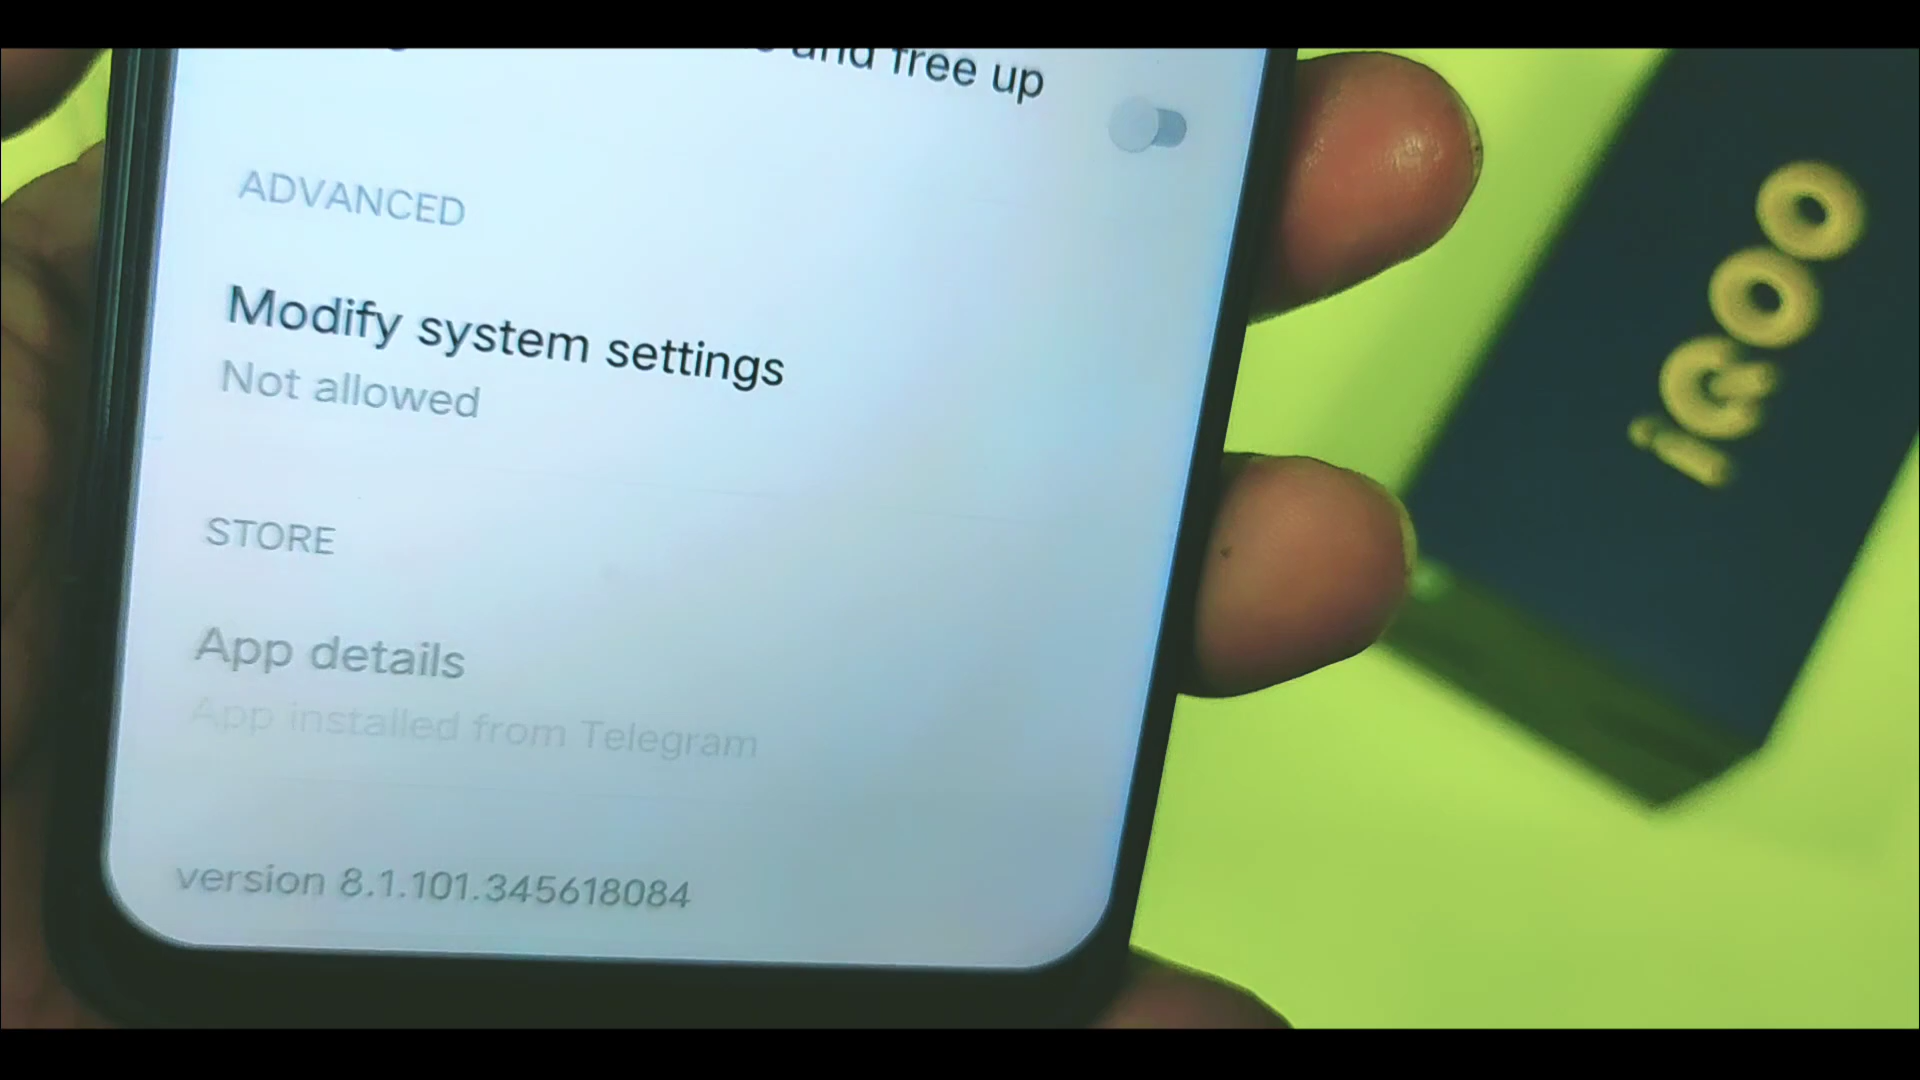 and free up
ADVANCED
Modify system settings
Not allowed
STORE
App details
App installed from Telegram
version 8.1.101.345618084
iQOO